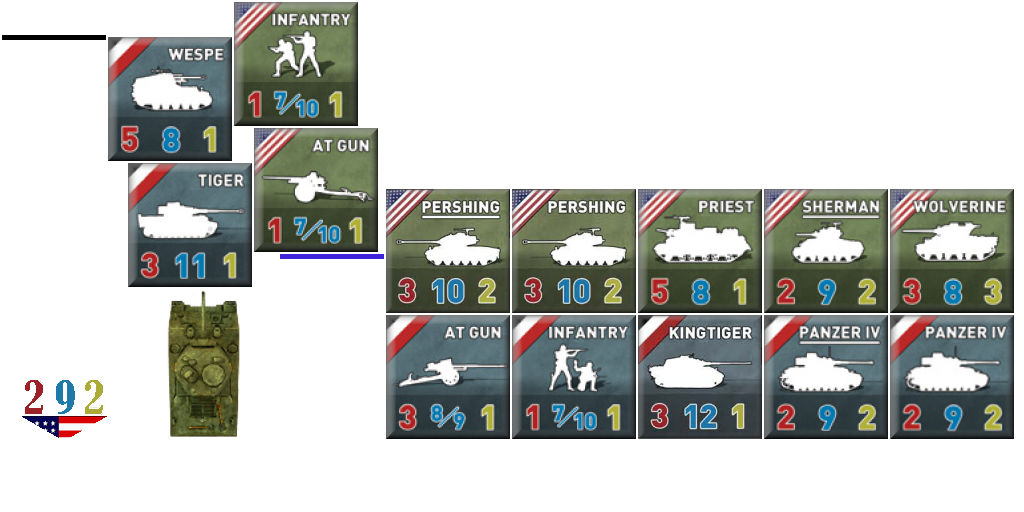 INFANTRY
1 7/10 1
WESPE
5 8 1
AT GUN
1 7/10 1
TIGER
3 11 1
PERSHING
3 10 2
PERSHING
3 10 2
PRIEST
5 8 1
SHERMAN
2 9 2
WOLVERINE
3 8 3
AT GUN
3 8/9 1
INFANTRY
1 7/10 1
KINGTIGER
3 12 1
PANZER IV
2 9 2
PANZER IV
2 9 2
2 9 2